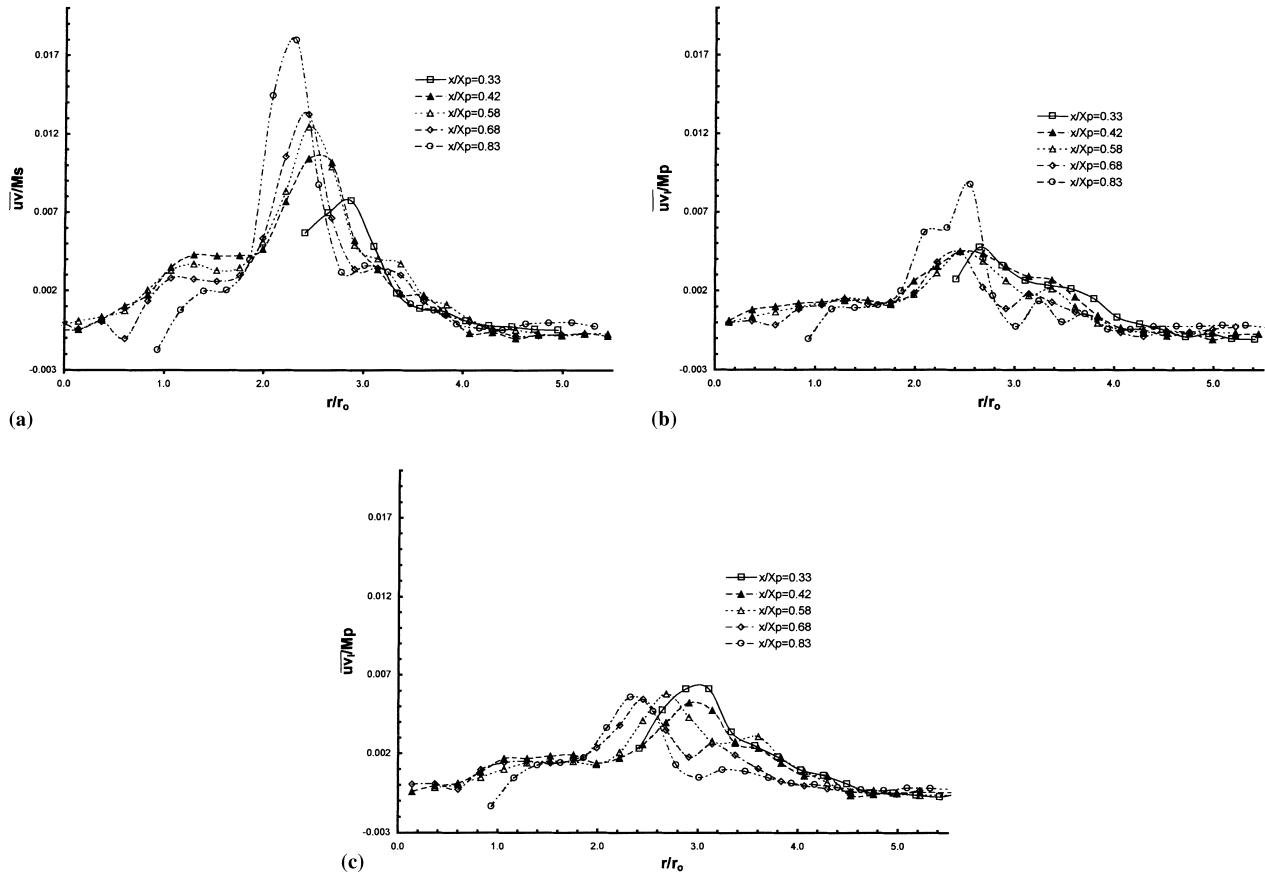 0.017
0.012
0.007
0.002
-0.003
uv/Ms
x/Xp=0.33
x/Xp=0.42
x/Xp=0.58
x/Xp=0.68
x/Xp=0.83
0.0 1.0 2.0 3.0 4.0 5.0
r/ro
(a)
0.017
0.012
0.007
0.002
-0.003
uvl/Mp
x/Xp=0.33
x/Xp=0.42
x/Xp=0.58
x/Xp=0.68
x/Xp=0.83
0.0 1.0 2.0 3.0 4.0 5.0
r/ro
(b)
0.017
0.012
0.007
0.002
-0.003
uvl/Mp
x/Xp=0.33
x/Xp=0.42
x/Xp=0.58
x/Xp=0.68
x/Xp=0.83
0.0 1.0 2.0 3.0 4.0 5.0
r/ro
(c)